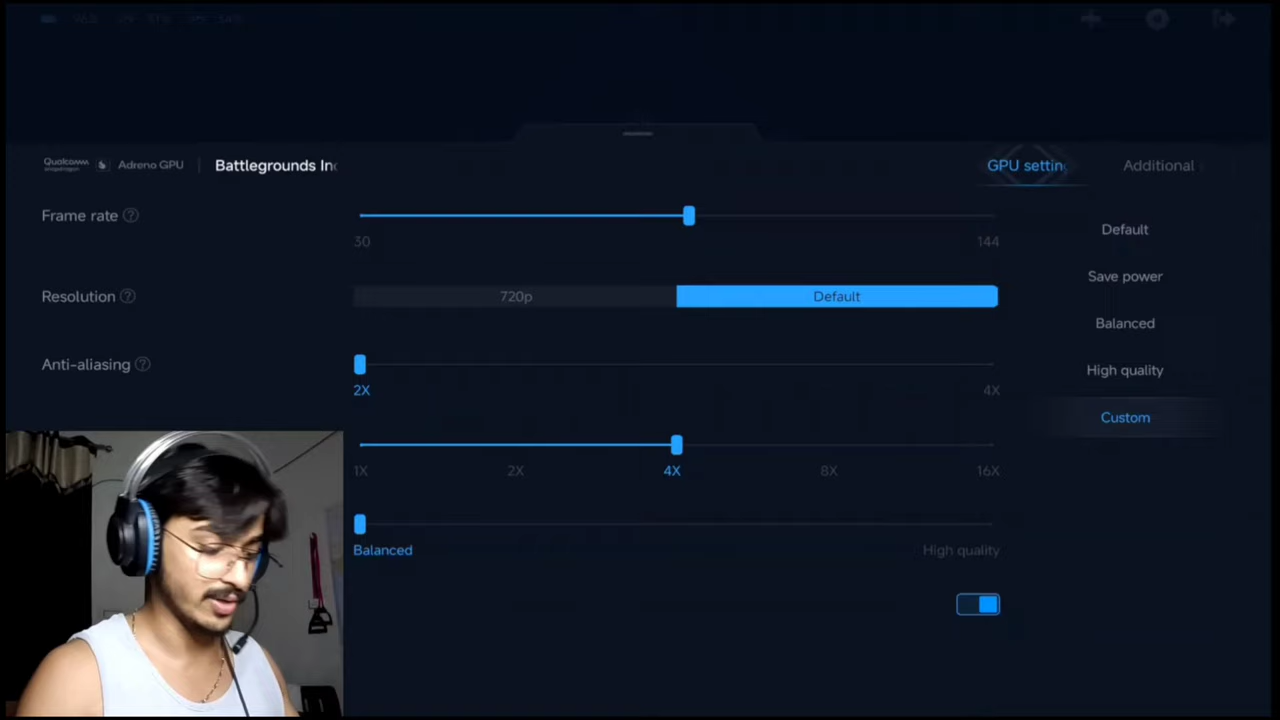 Qualcomm
snapdragon
Adreno GPU
Battlegrounds In
GPU settin
Additional
Frame rate ?
30
144
Default
Save power
Resolution ?
720p
Default
Balanced
Anti-aliasing ?
2X
4X
High quality
Custom
1X 2X 4X 8X 16X
Balanced
High quality